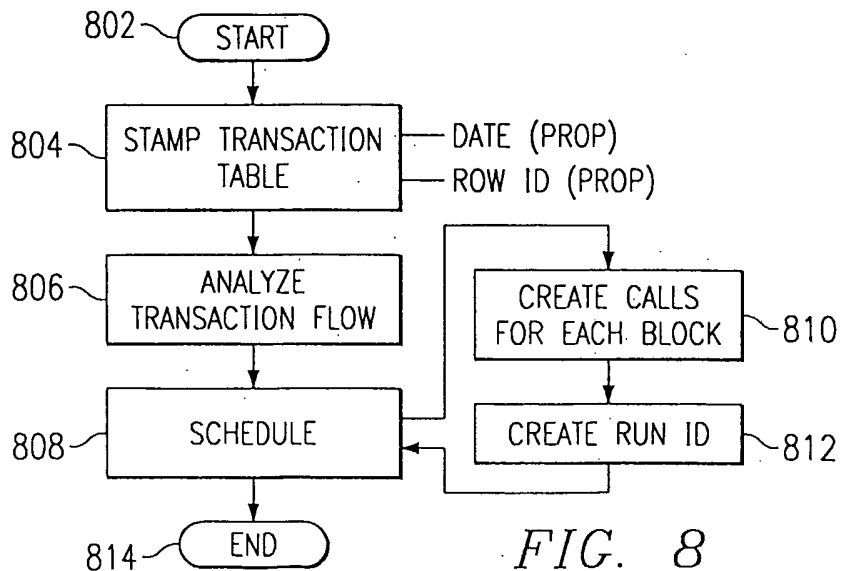 802
START
804
STAMP TRANSACTION
TABLE
DATE (PROP)
ROW ID (PROP)
806
ANALYZE
TRANSACTION FLOW
CREATE CALLS
FOR EACH BLOCK
810
808
SCHEDULE
CREATE RUN ID
812
814
END
FIG. 8